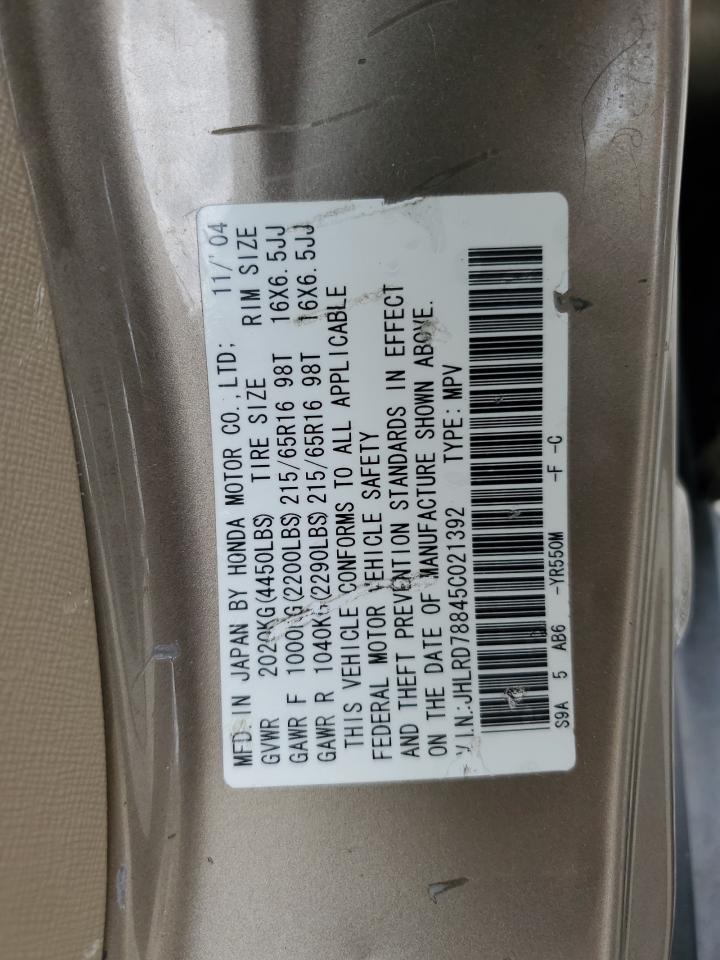 MFD. IN JAPAN BY HONDA MOTOR CO.,LTD; 11/'04
GVWR 2020KG(4450LBS) TIRE SIZE RIM SIZE
GAWR F 1000KG(2200LBS)215/65R16 98T 16X6.5JJ
GAWR R 1040KG(2290LBS)215/65R16 98T 16X6.5JJ
THIS VEHICLE CONFORMS TO ALL APPLICABLE
FEDERAL MOTOR VEHICLE SAFETY
AND THEFT PREVENTION STANDARDS IN EFFECT
ON THE DATE OF MANUFACTURE SHOWN ABOVE.
V.I.N.:JHLRD78845C021392 TYPE: MPV
S9A 5 AB6 -YR550M -F -C